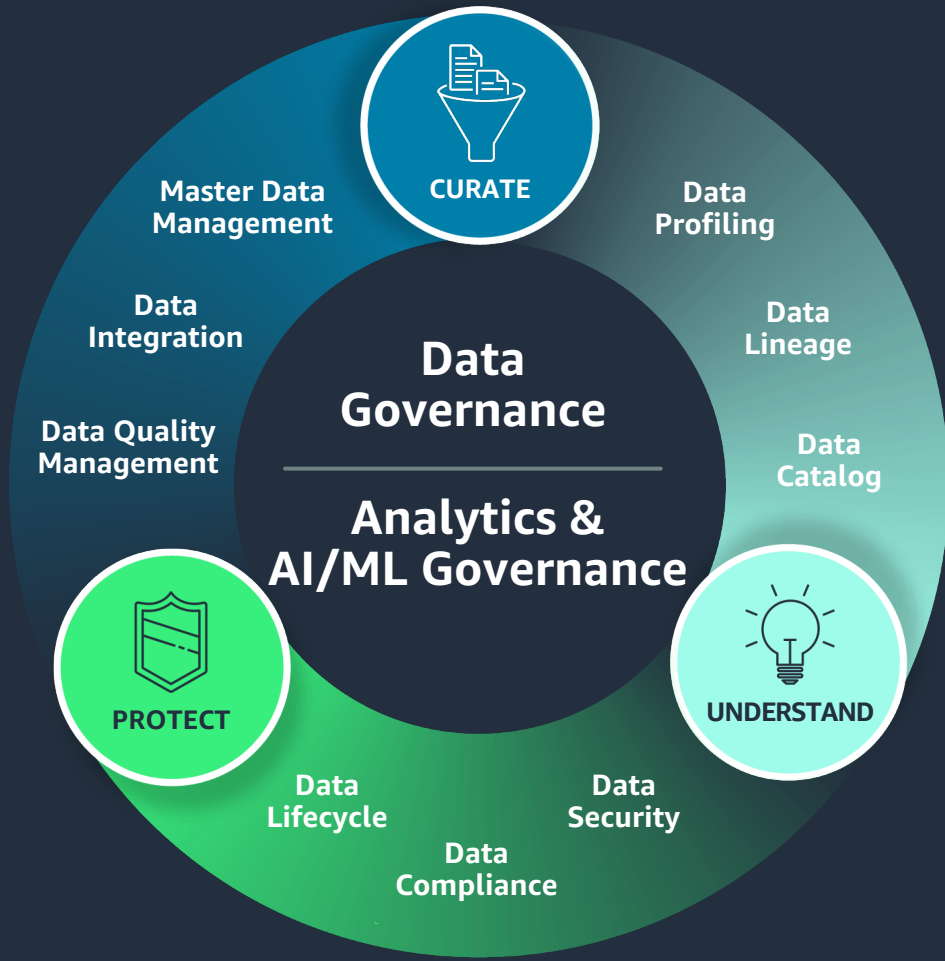 CURATE
Master Data
Management
Data
Profiling
Data
Integration
Data
Lineage
Data
Governance
Data Quality
Management
Data
Catalog
Analytics &
AI/ML Governance
PROTECT
UNDERSTAND
Data
Lifecycle
Data
Security
Data
Compliance